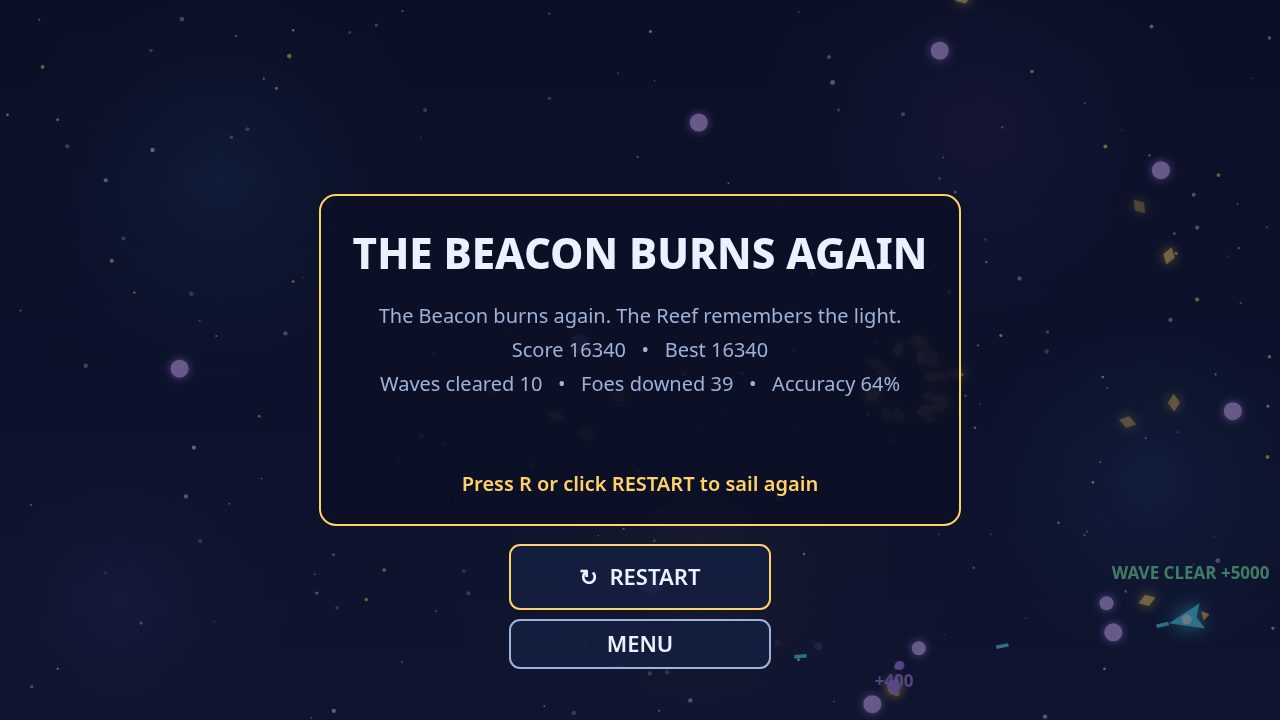 THE BEACON BURNS AGAIN
The Beacon burns again. The Reef remembers the light.
Score 16340 • Best 16340
Waves cleared 10 • Foes downed 39 • Accuracy 64%
Press R or click RESTART to sail again
↻ RESTART
WAVE CLEAR +5000
MENU
+400